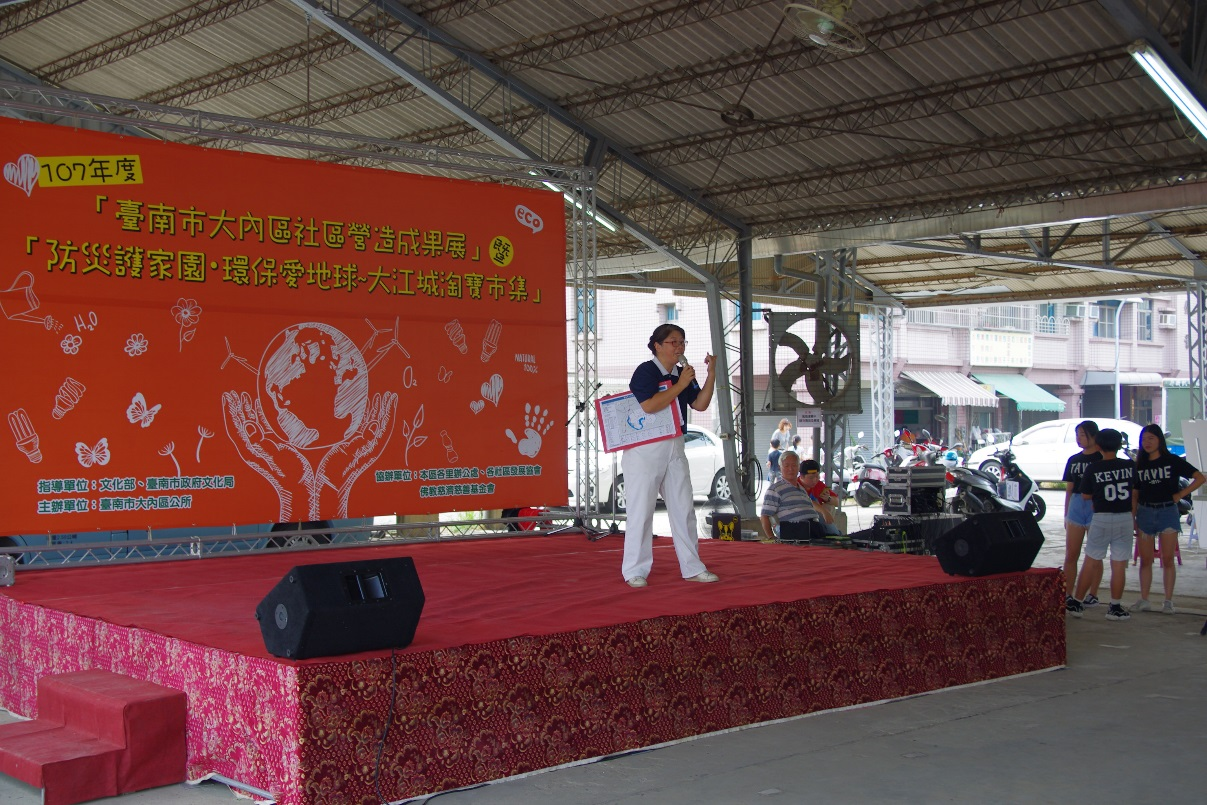 107年度
eco
「臺南市大內區社區營造成果展」暨
「防災護家園・環保愛地球~大江城淘寶市集」
H2O
O2
指導單位：文化部、臺南市政府文化局
主辦單位：臺南市大內區公所
協辦單位：本區各里辦公處、各社區發展協會
佛教慈濟慈善基金會
KEVIN
05